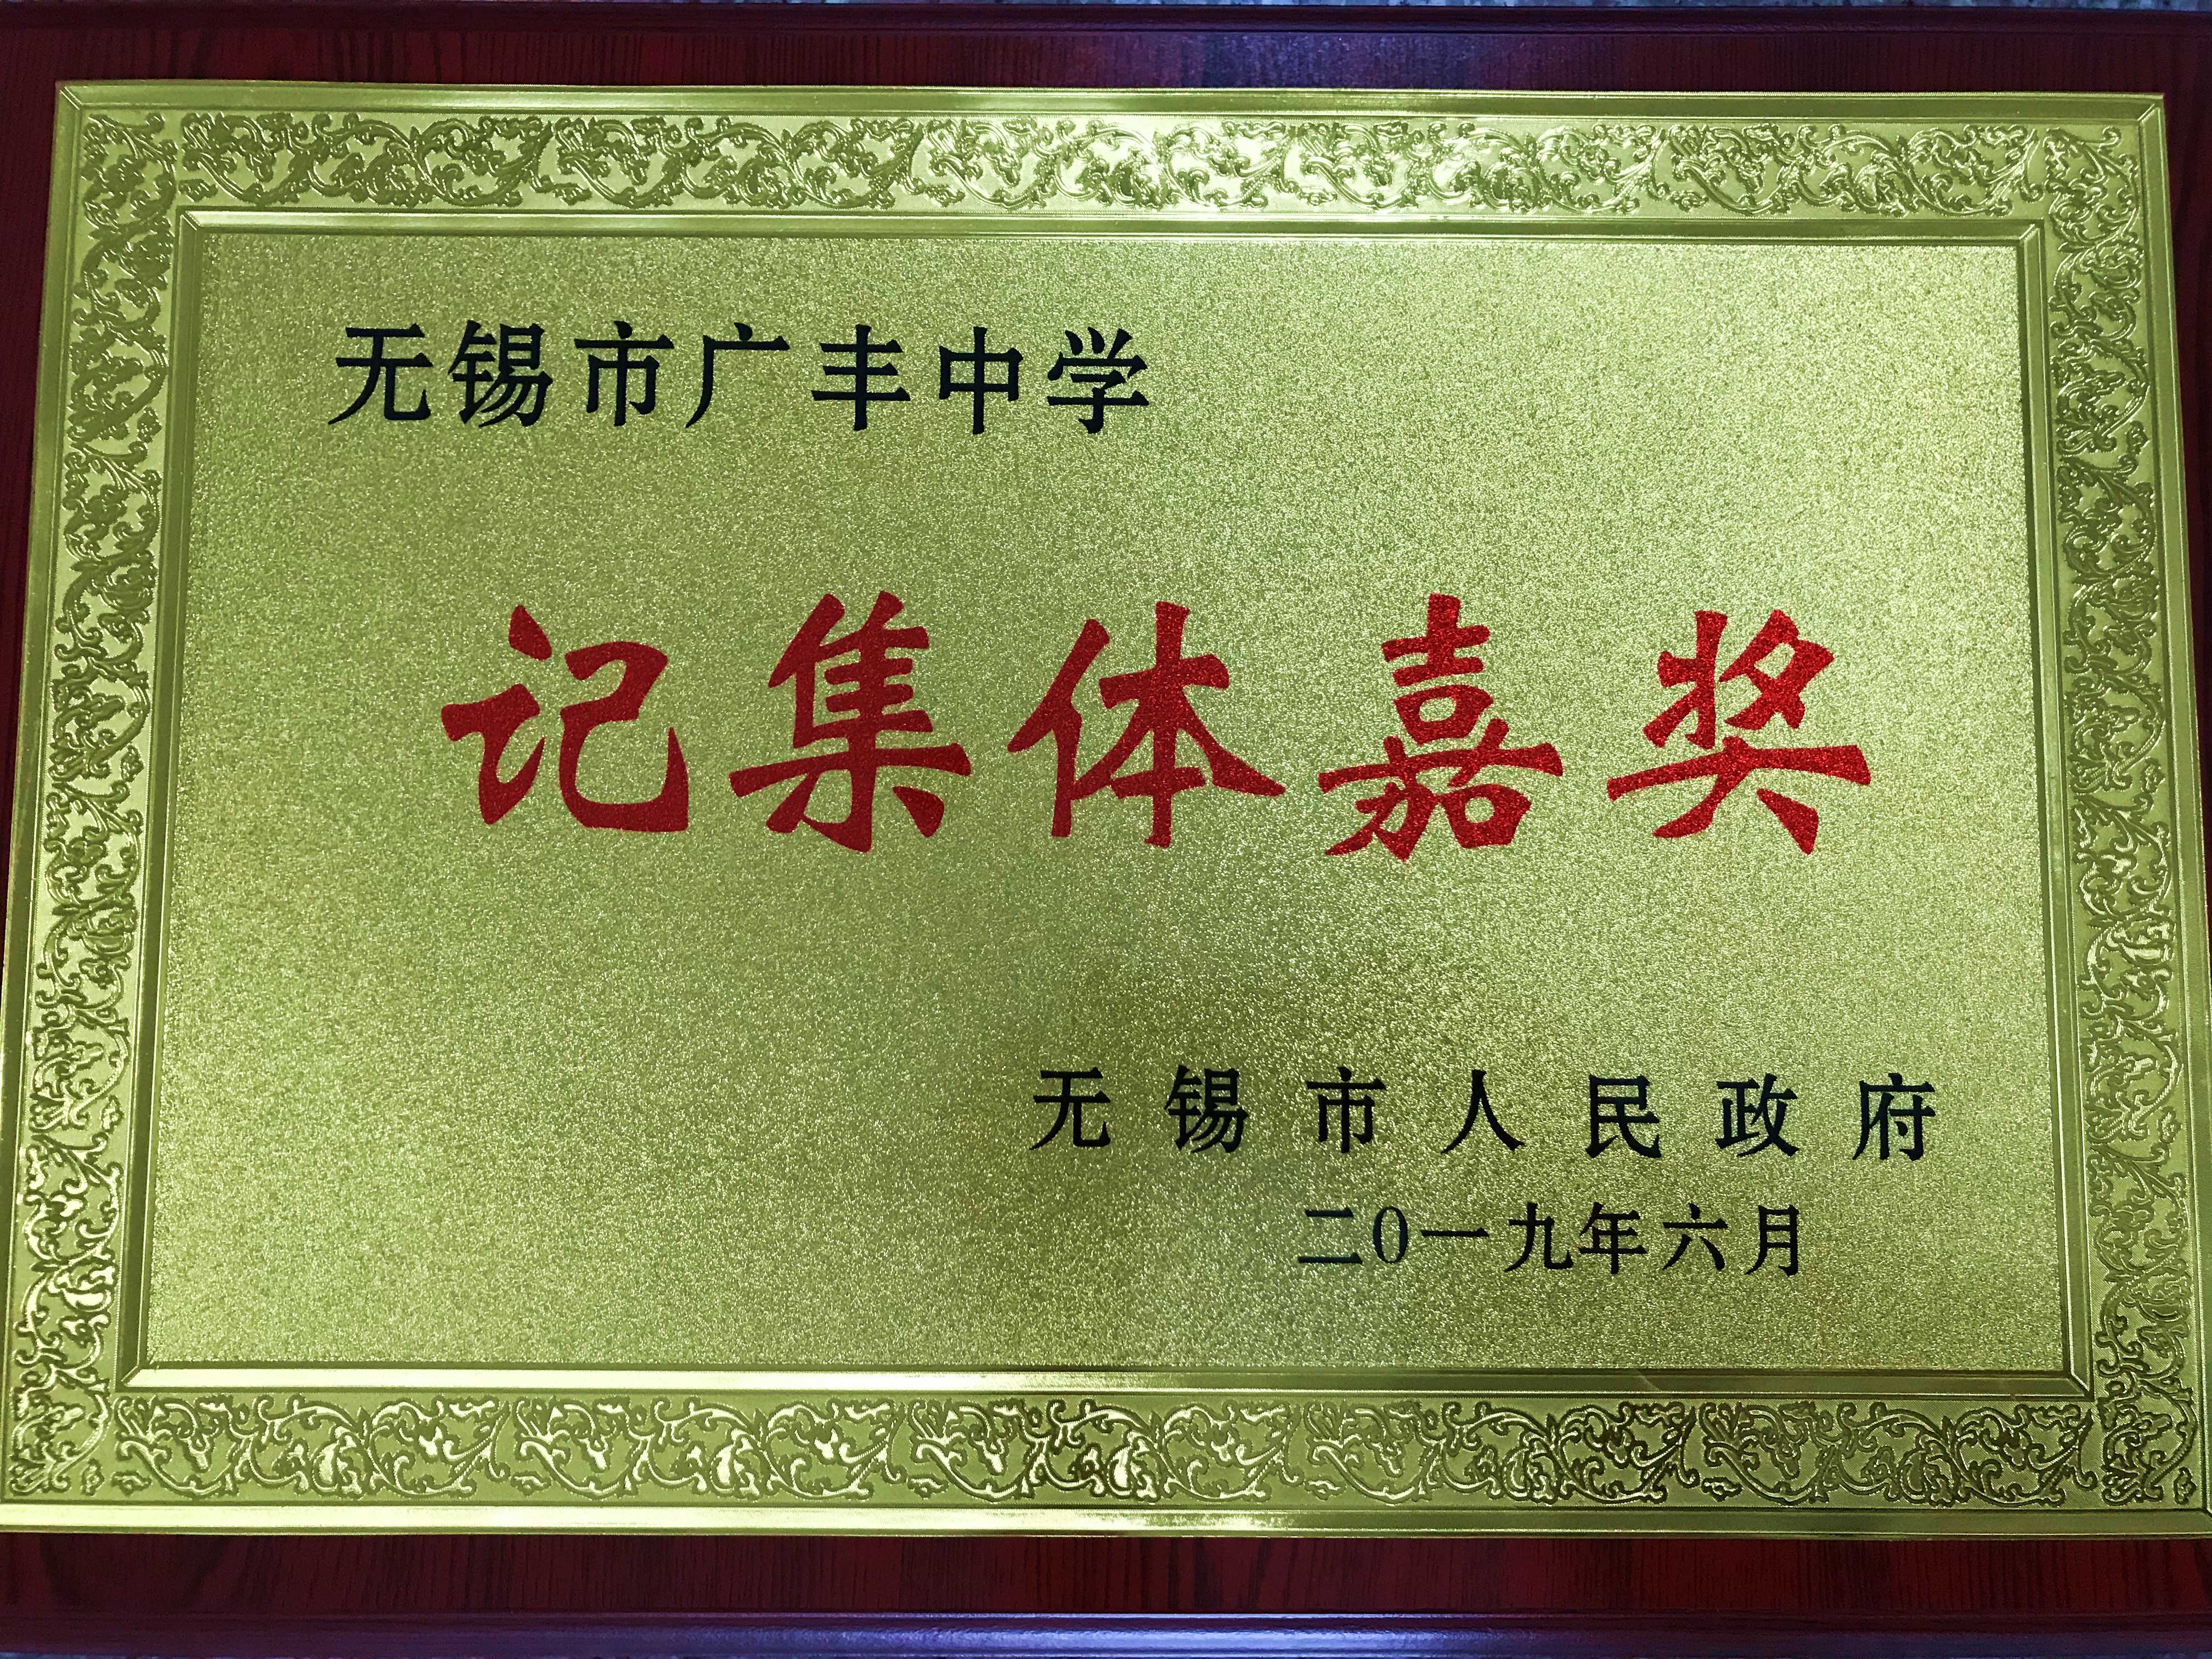 无锡市广丰中学
记集体嘉奖
无锡市人民政府
二0一九年六月